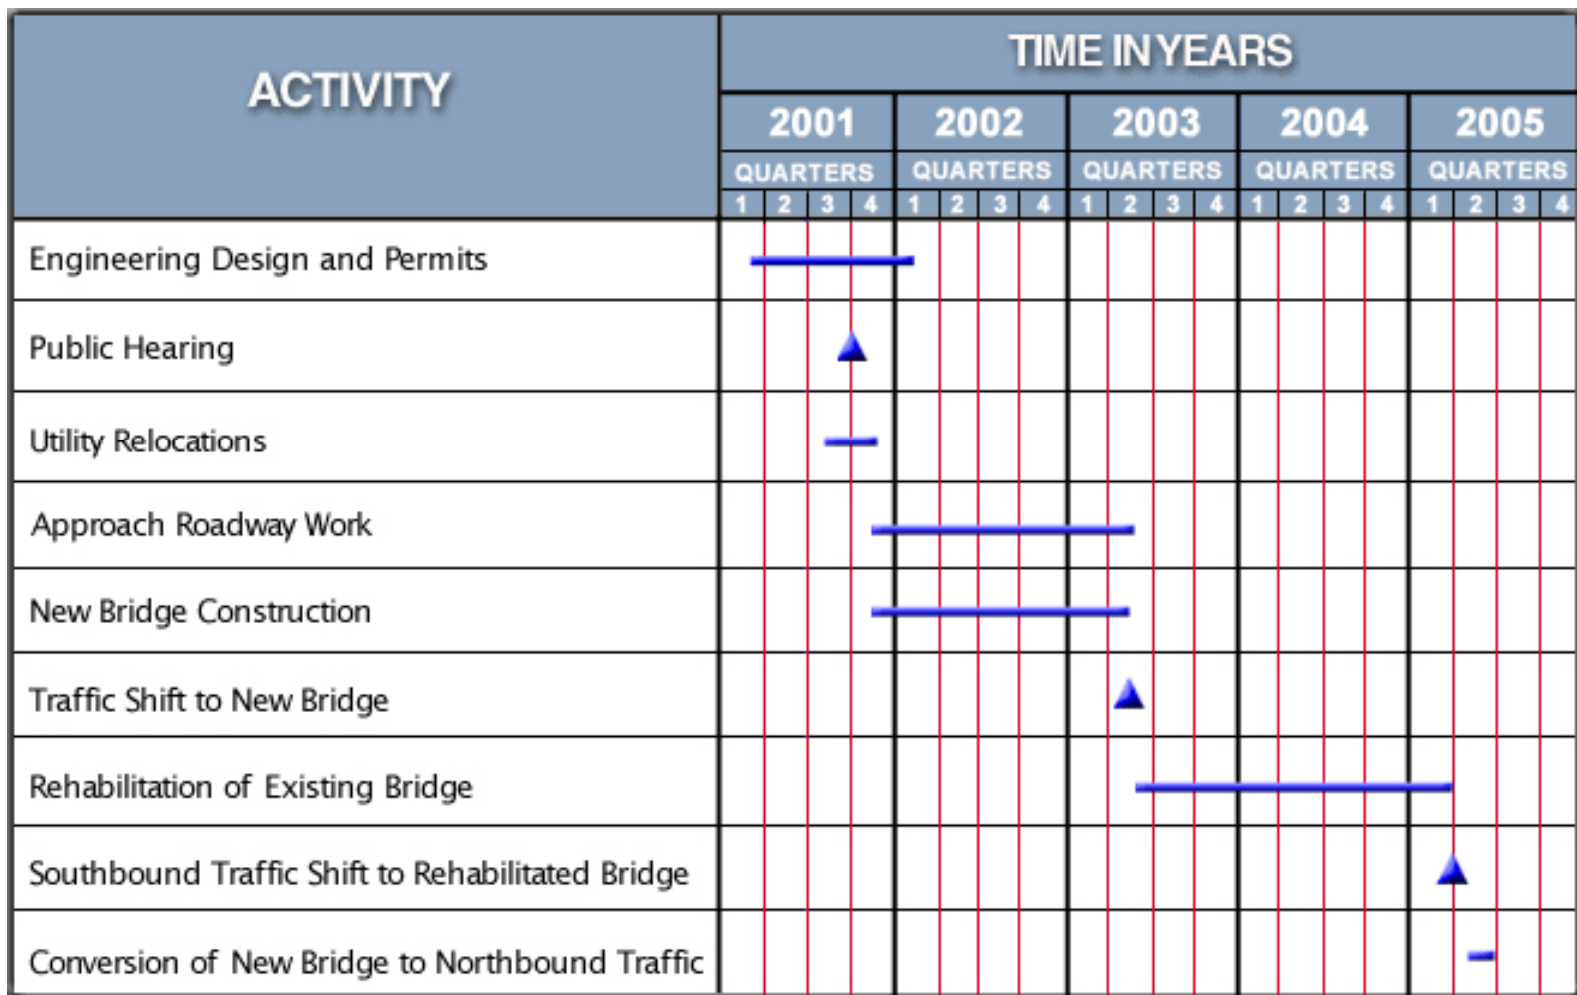 ACTIVITY
TIME IN YEARS
2001 2002 2003 2004 2005
QUARTERS QUARTERS QUARTERS QUARTERS QUARTERS
1 2 3 4 1 2 3 4 1 2 3 4 1 2 3 4 1 2 3 4
Engineering Design and Permits
Public Hearing
Utility Relocations
Approach Roadway Work
New Bridge Construction
Traffic Shift to New Bridge
Rehabilitation of Existing Bridge
Southbound Traffic Shift to Rehabilitated Bridge
Conversion of New Bridge to Northbound Traffic